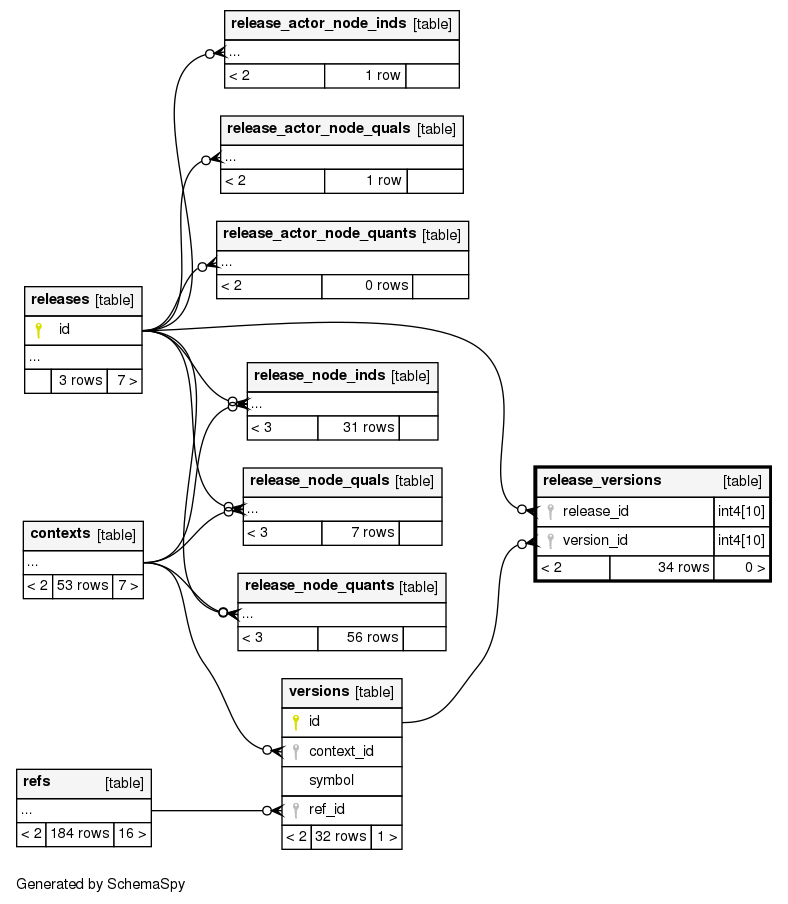 release_actor_node_inds [table]
...
< 2 1 row
release_actor_node_quals [table]
...
< 2 1 row
release_actor_node_quants [table]
...
< 2 0 rows
releases [table]
id
...
3 rows 7 >
release_node_inds [table]
...
< 3 31 rows
release_node_quals [table]
...
< 3 7 rows
release_versions [table]
release_id int4[10]
version_id int4[10]
< 2 34 rows 0 >
contexts [table]
...
< 2 53 rows 7 >
release_node_quants [table]
...
< 3 56 rows
versions [table]
id
context_id
symbol
ref_id
< 2 32 rows 1 >
refs [table]
...
< 2 184 rows 16 >
Generated by SchemaSpy